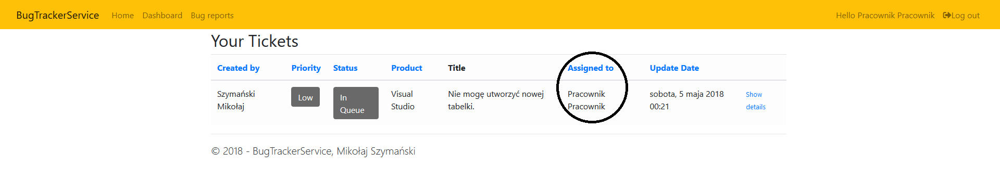 BugTrackerService Home Dashboard Bug reports Hello Pracownik Pracownik Log out
Your Tickets
Created by Priority Status Product Title Assigned to Update Date
Szymański Low In Visual Nie mogę utworzyć nowej Pracownik sobota, 5 maja 2018 Show
Mikołaj Queue Studio tabelki. Pracownik 00:21 details
© 2018 - BugTrackerService, Mikołaj Szymański